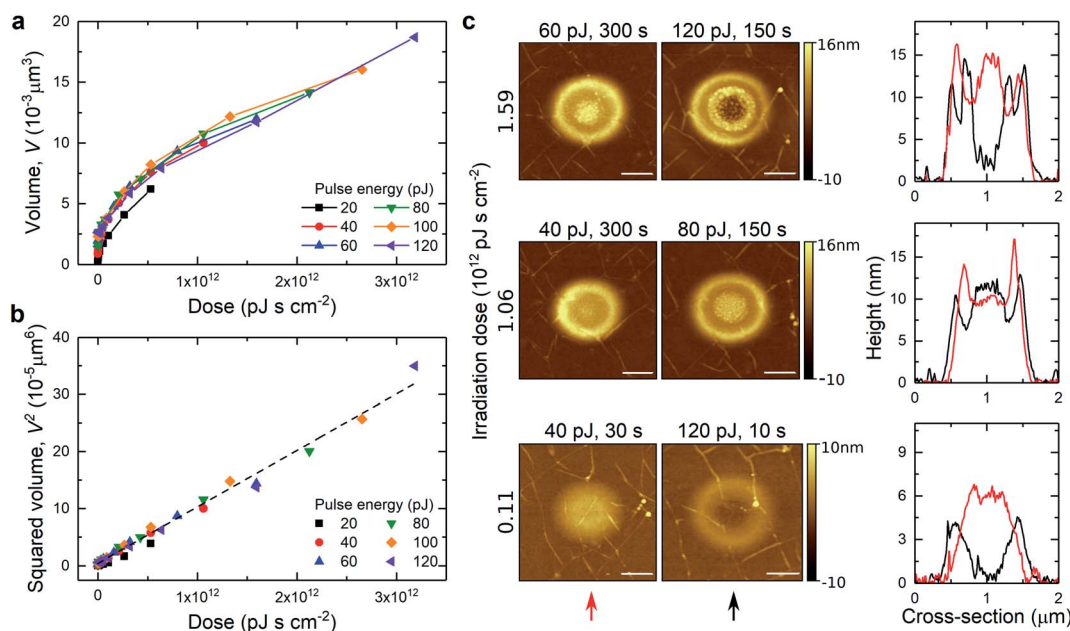 a
20
15
10
5
0
Volume, V (10⁻³µm³)
Pulse energy (pJ)
20 80
40 100
60 120
0 1x10¹² 2x10¹² 3x10¹²
Dose (pJ s cm⁻²)
b
40
30
20
10
0
Squared volume, V² (10⁻⁵µm⁶)
Pulse energy (pJ)
20 80
40 100
60 120
0 1x10¹² 2x10¹² 3x10¹²
Dose (pJ s cm⁻²)
c
Irradiation dose (10¹² pJ s cm⁻²)
60 pJ, 300 s 120 pJ, 150 s
1.59
16nm
-10
15
10
5
0
0 1 2
40 pJ, 300 s 80 pJ, 150 s
1.06
16nm
-10
Height (nm)
15
10
5
0
0 1 2
40 pJ, 30 s 120 pJ, 10 s
0.11
10nm
-10
9
6
3
0
0 1 2
Cross-section (µm)